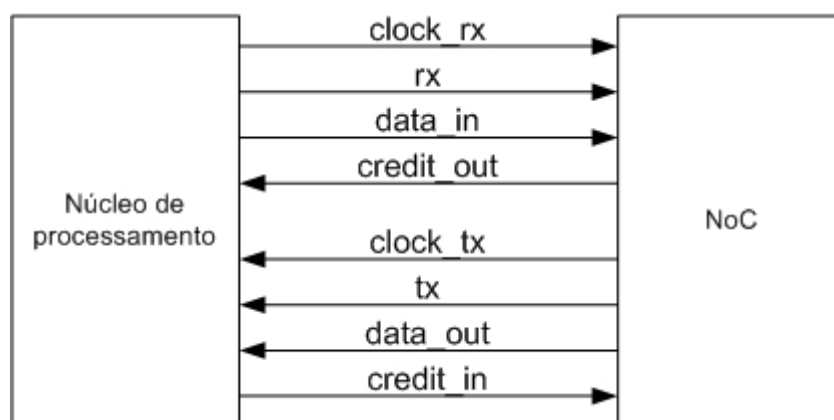 clock_rx
rx
data_in
credit_out
Núcleo de
processamento
NoC
clock_tx
tx
data_out
credit_in